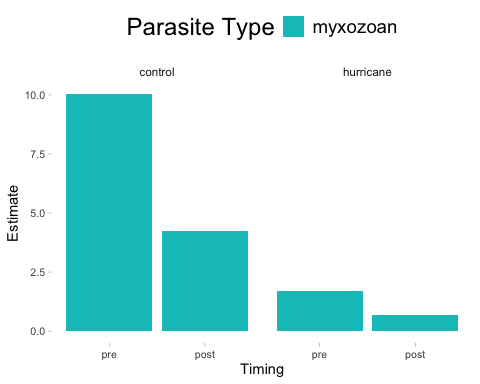 Parasite Type myxozoan
control hurricane
10.0
7.5
5.0
2.5
0.0
Estimate
pre post pre post
Timing